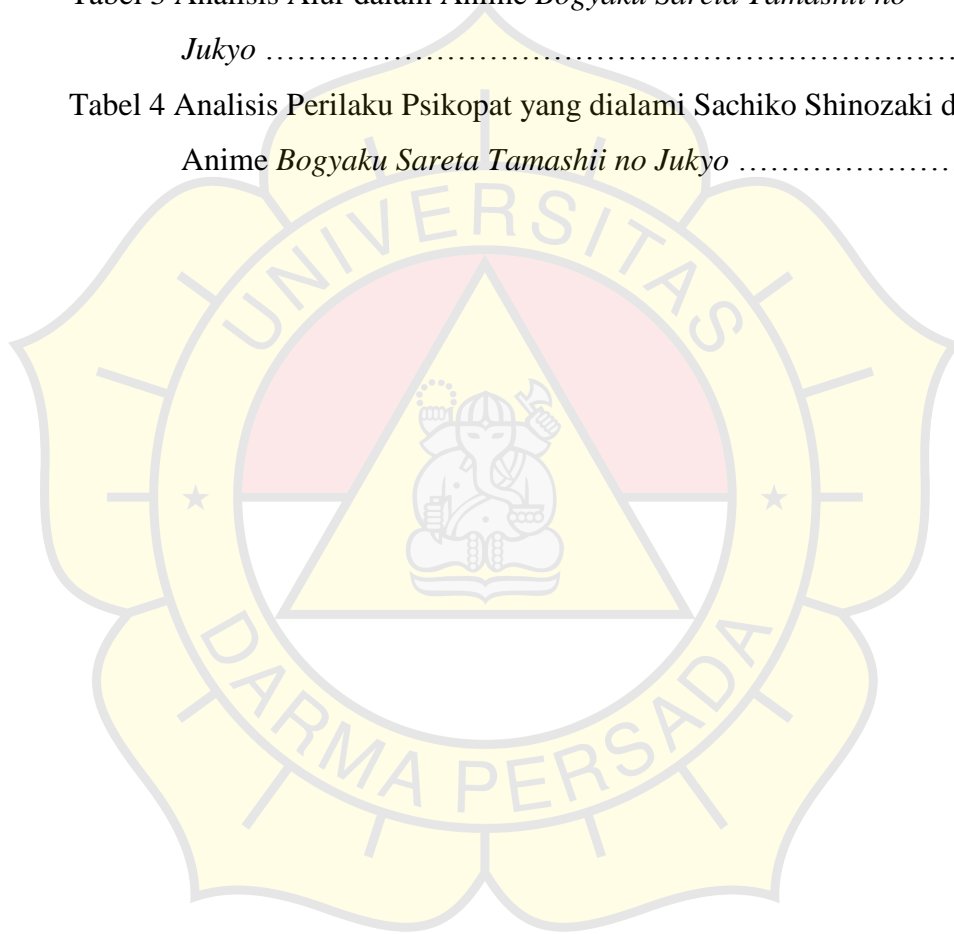 Tabel 3 Analisis Alur dalam Anime Bogyaku Sareta Tamashii no
Jukyo ……………………………………………………………
Tabel 4 Analisis Perilaku Psikopat yang dialami Sachiko Shinozaki d
Anime Bogyaku Sareta Tamashii no Jukyo …………………
UNIVERSITAS
DARMA PERSADA